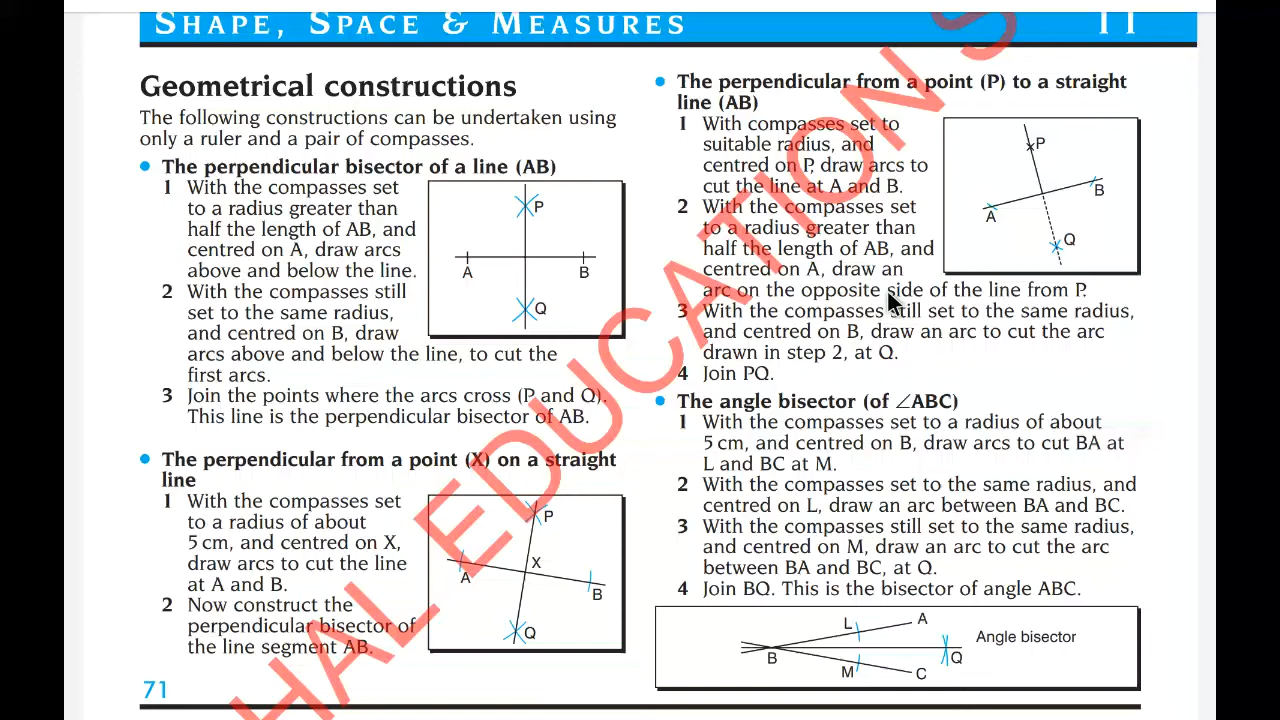 SHAPE, SPACE & MEASURES 11
Geometrical constructions
The following constructions can be undertaken using
only a ruler and a pair of compasses.
• The perpendicular bisector of a line (AB)
1 With the compasses set
to a radius greater than
half the length of AB, and
centred on A, draw arcs
above and below the line.
2 With the compasses still
set to the same radius,
and centred on B, draw
arcs above and below the line, to cut the
first arcs.
3 Join the points where the arcs cross (P and Q).
This line is the perpendicular bisector of AB.
P
A B
Q
• The perpendicular from a point (X) on a straight
line
1 With the compasses set
to a radius of about
5 cm, and centred on X,
draw arcs to cut the line
at A and B.
2 Now construct the
perpendicular bisector of
the line segment AB.
P
X
A
B
Q
71
• The perpendicular from a point (P) to a straight
line (AB)
1 With compasses set to
suitable radius, and
centred on P, draw arcs to
cut the line at A and B.
2 With the compasses set
to a radius greater than
half the length of AB, and
centred on A, draw an
arc on the opposite side of the line from P.
3 With the compasses still set to the same radius,
and centred on B, draw an arc to cut the arc
drawn in step 2, at Q.
4 Join PQ.
P
B
A
Q
• The angle bisector (of ∠ABC)
1 With the compasses set to a radius of about
5 cm, and centred on B, draw arcs to cut BA at
L and BC at M.
2 With the compasses set to the same radius, and
centred on L, draw an arc between BA and BC.
3 With the compasses still set to the same radius,
and centred on M, draw an arc to cut the arc
between BA and BC, at Q.
4 Join BQ. This is the bisector of angle ABC.
L A
Angle bisector
B Q
M C
HAL EDUCATION S